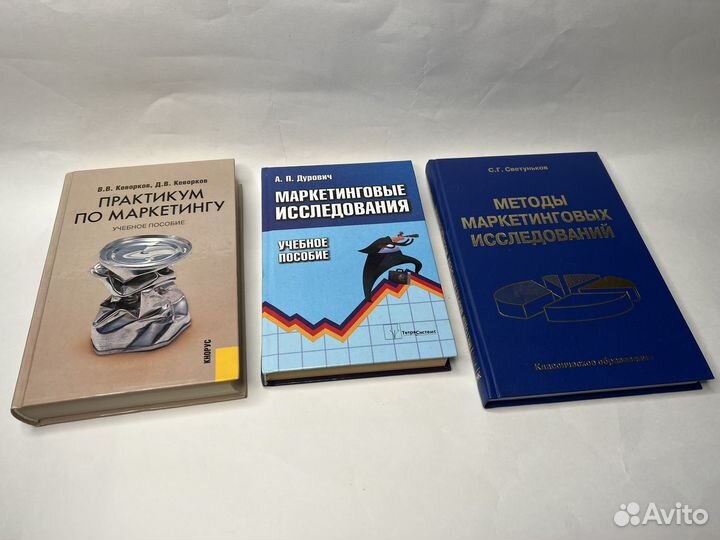 В.В. Кеворков, Д.В. Кеворков
ПРАКТИКУМ
ПО МАРКЕТИНГУ
УЧЕБНОЕ ПОСОБИЕ
КНОРУС
А. П. Дурович
МАРКЕТИНГОВЫЕ
ИССЛЕДОВАНИЯ
УЧЕБНОЕ
ПОСОБИЕ
ТетраСистемс
С.Г. Светуньков
МЕТОДЫ
МАРКЕТИНГОВЫХ
ИССЛЕДОВАНИЙ
Классическое образование
Avito